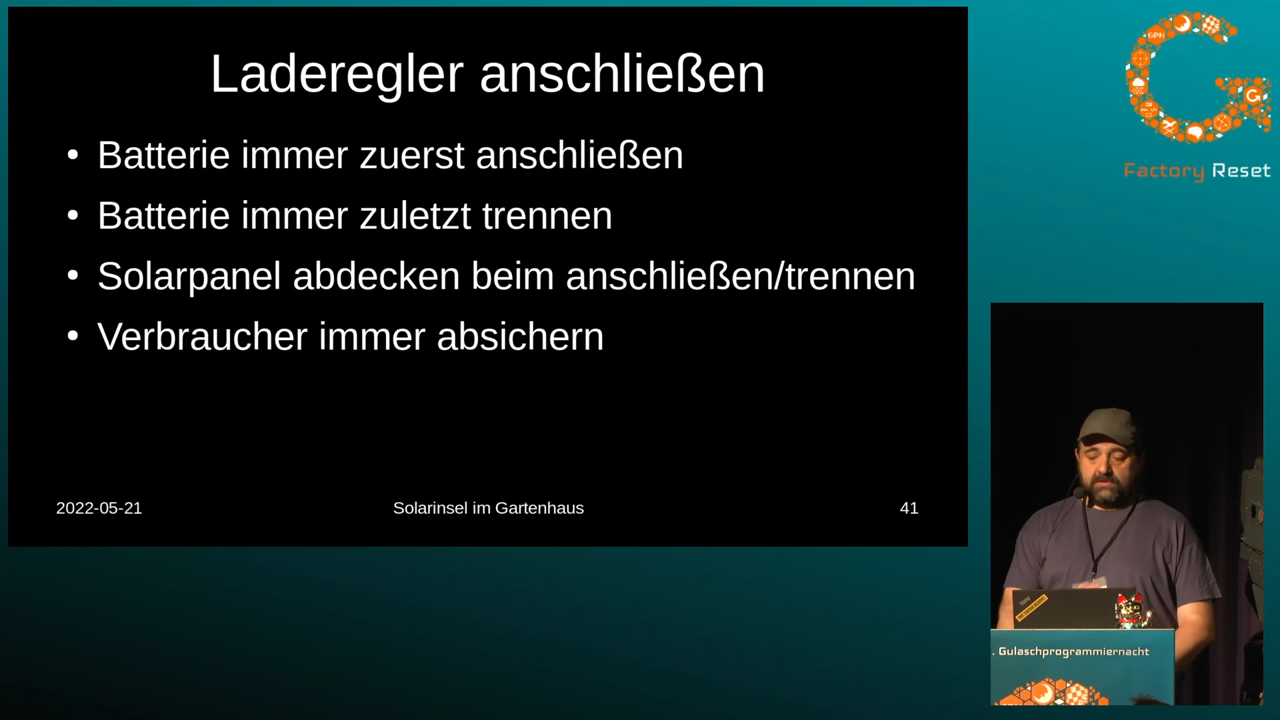 Laderegler anschließen
• Batterie immer zuerst anschließen
• Batterie immer zuletzt trennen
• Solarpanel abdecken beim anschließen/trennen
• Verbraucher immer absichern
2022-05-21
Solarinsel im Gartenhaus
41
GPN
Factory Reset
. Gulaschprogrammiernacht